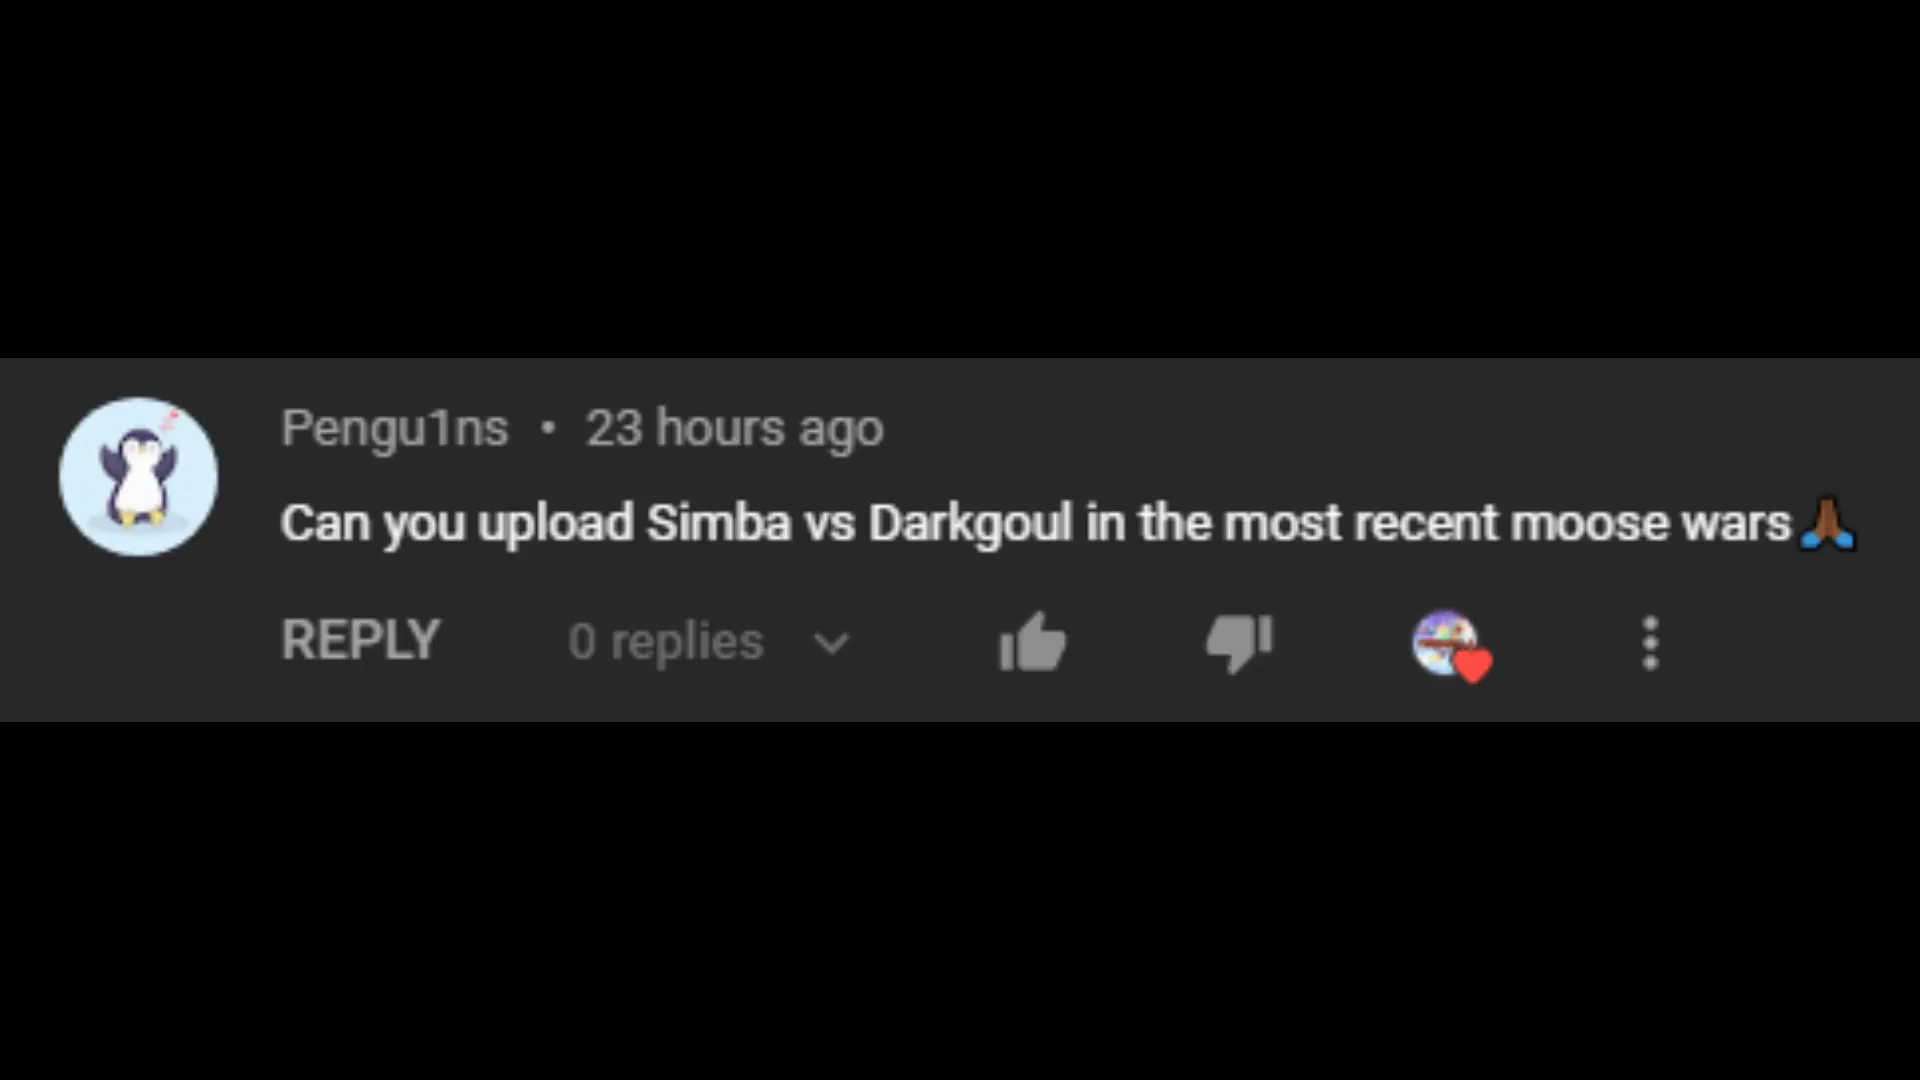 Pengu1ns • 23 hours ago
Can you upload Simba vs Darkgoul in the most recent moose wars🙏🏾
REPLY 0 replies